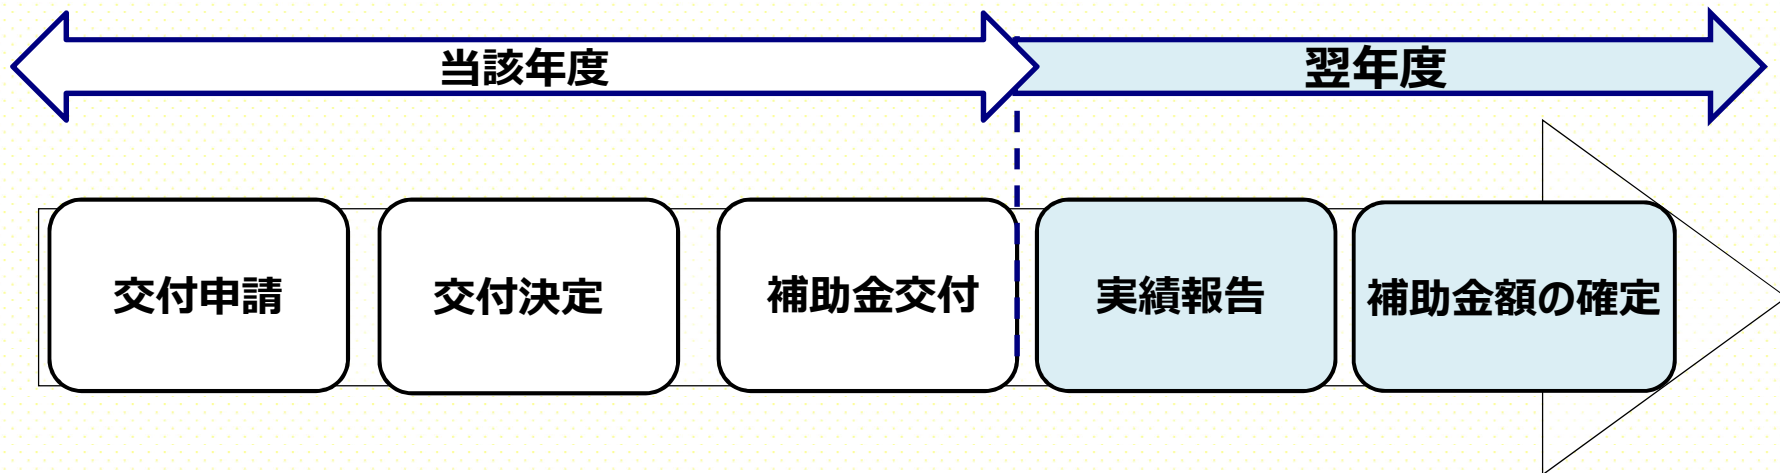 当該年度
翌年度
交付申請
交付決定
補助金交付
実績報告
補助金額の確定